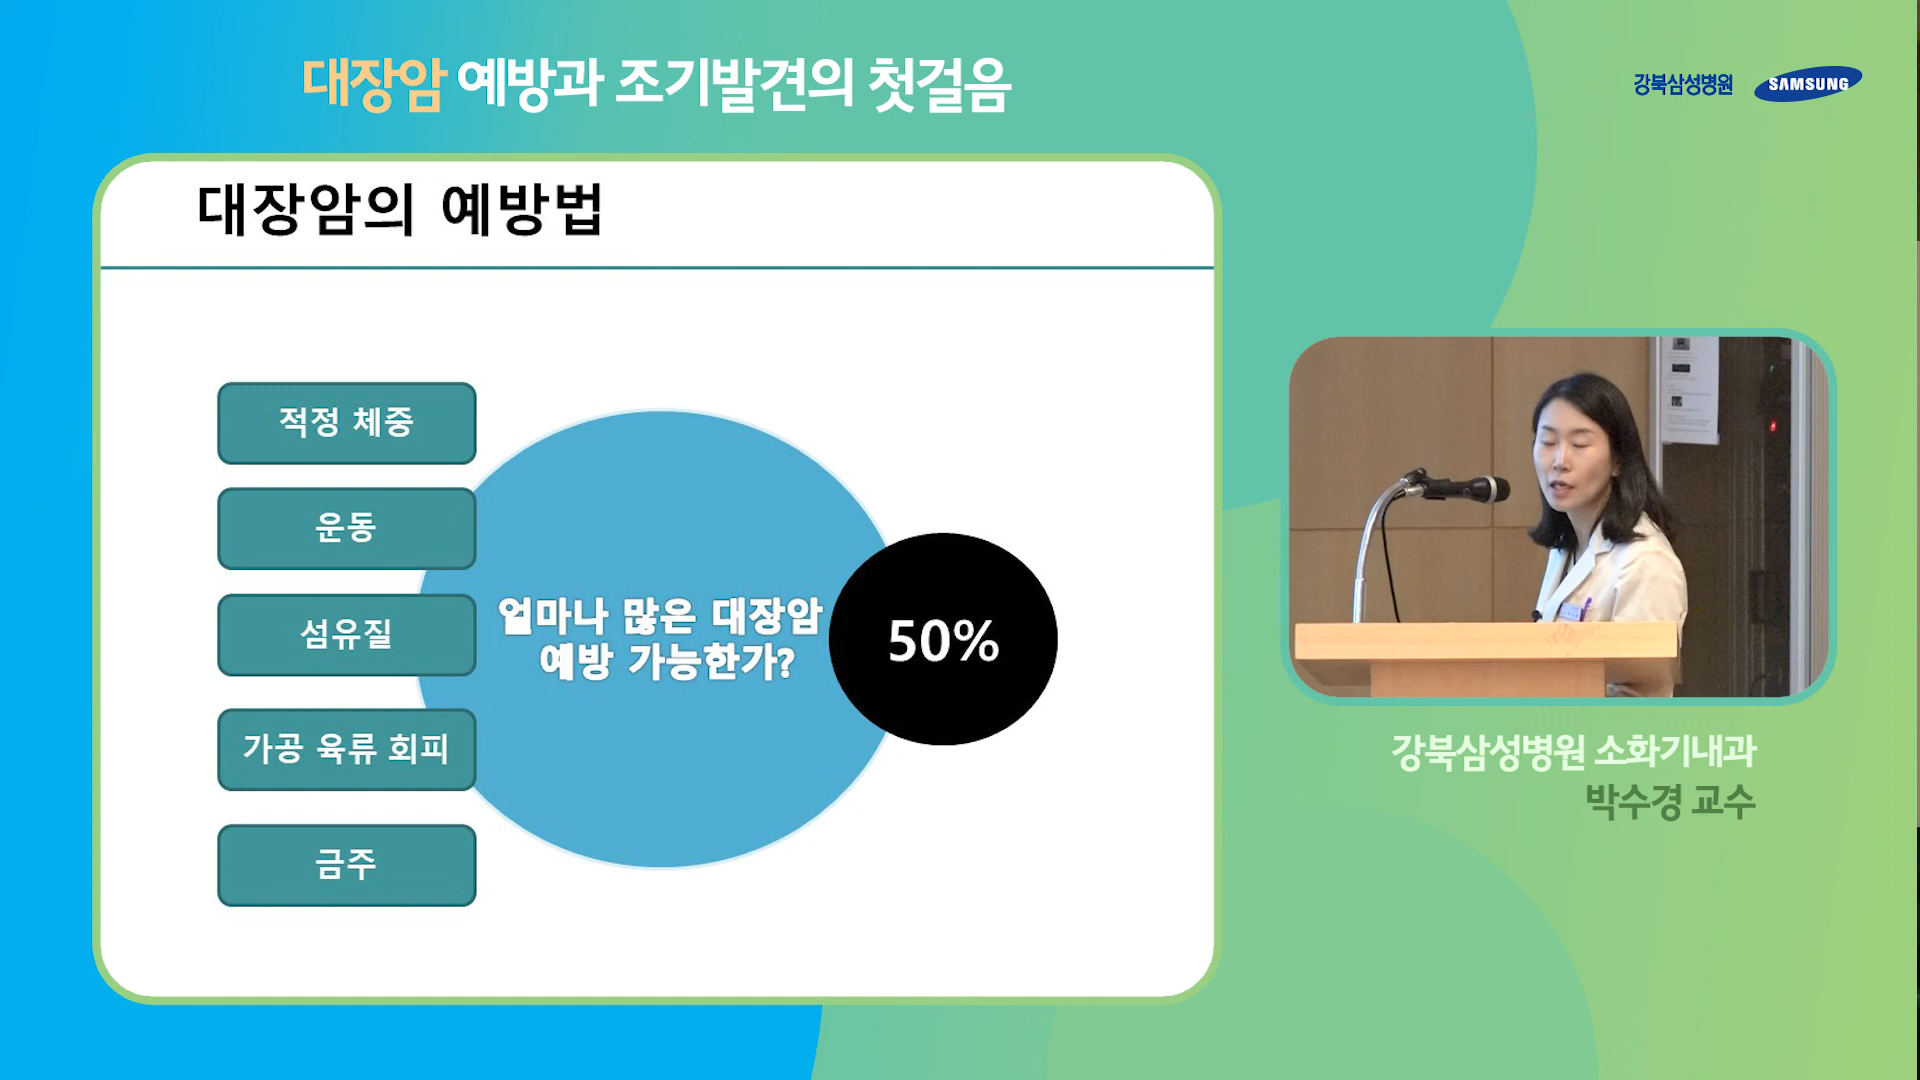 대장암 예방과 조기발견의 첫걸음
강북삼성병원 SAMSUNG
대장암의 예방법
적정 체중
운동
섬유질
가공 육류 회피
금주
얼마나 많은 대장암
예방 가능한가?
50%
강북삼성병원 소화기내과
박수경 교수